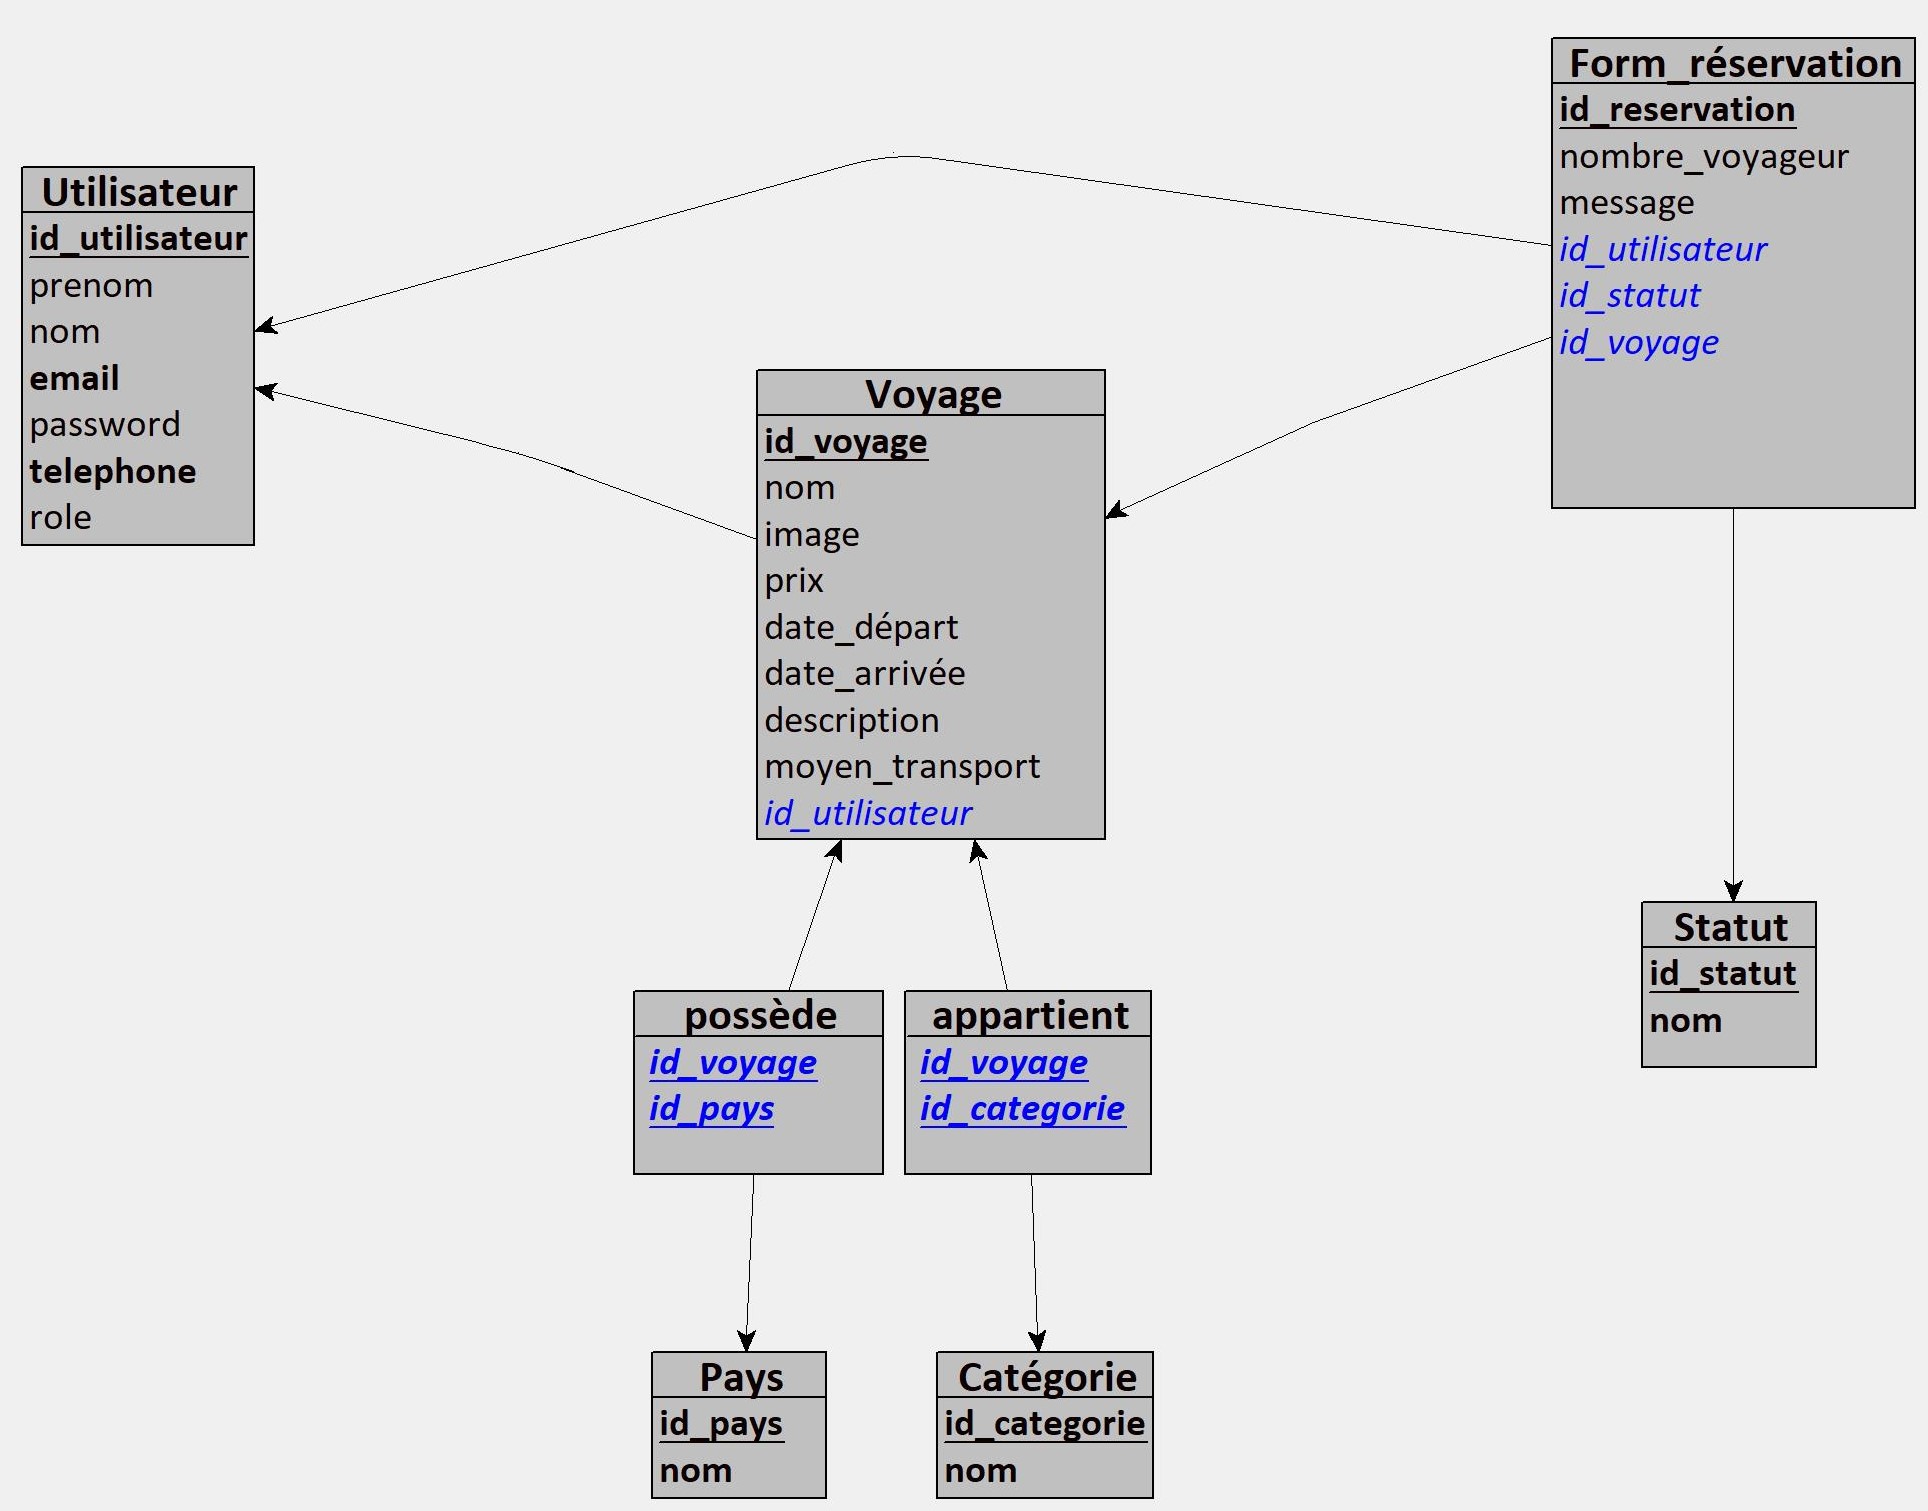 Form_réservation
id_reservation
nombre_voyageur
message
id_utilisateur
id_statut
id_voyage
Utilisateur
id_utilisateur
prenom
nom
email
password
telephone
role
Voyage
id_voyage
nom
image
prix
date_départ
date_arrivée
description
moyen_transport
id_utilisateur
Statut
id_statut
nom
possède
id_voyage
id_pays
appartient
id_voyage
id_categorie
Pays
id_pays
nom
Catégorie
id_categorie
nom